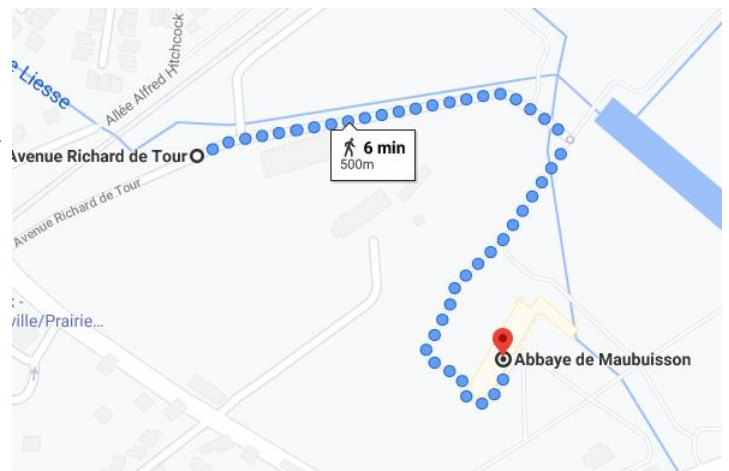 Liesse
Allée Alfred Hitchcock
Avenue Richard de Tour
6 min
500m
Avenue Richard de Tour
ville/Prairie...
Abbaye de Maubuisson